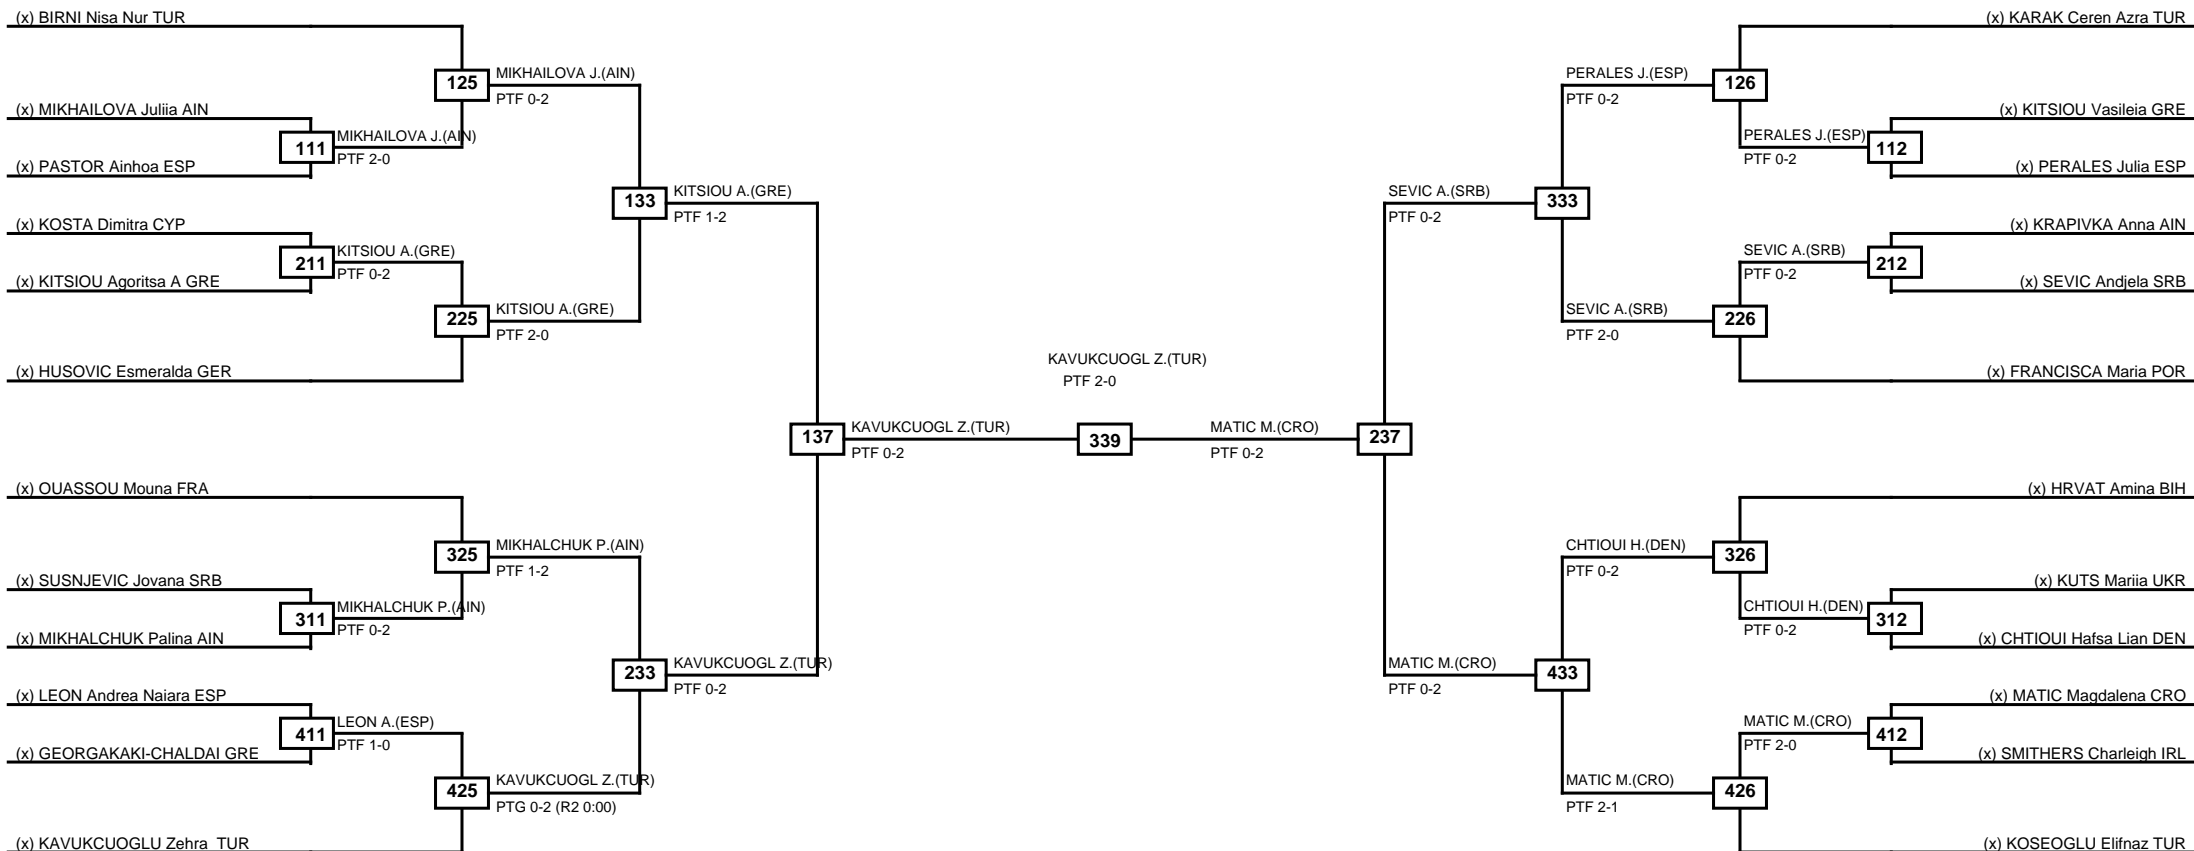 (x) BIRNI Nisa Nur TUR
(x) KARAK Ceren Azra TUR
125
MIKHAILOVA J.(AIN)
PTF 0-2
PERALES J.(ESP)
PTF 0-2
126
(x) MIKHAILOVA Juliia AIN
(x) KITSIOU Vasileia GRE
111
MIKHAILOVA J.(AIN)
PTF 2-0
PERALES J.(ESP)
PTF 0-2
112
(x) PASTOR Ainhoa ESP
(x) PERALES Julia ESP
133
KITSIOU A.(GRE)
PTF 1-2
SEVIC A.(SRB)
PTF 0-2
333
(x) KOSTA Dimitra CYP
(x) KRAPIVKA Anna AIN
211
KITSIOU A.(GRE)
PTF 0-2
SEVIC A.(SRB)
PTF 0-2
212
(x) KITSIOU Agoritsa A GRE
(x) SEVIC Andjela SRB
225
KITSIOU A.(GRE)
PTF 2-0
SEVIC A.(SRB)
PTF 2-0
226
(x) HUSOVIC Esmeralda GER
KAVUKCUOGL Z.(TUR)
PTF 2-0
(x) FRANCISCA Maria POR
137
KAVUKCUOGL Z.(TUR)
PTF 0-2
339
MATIC M.(CRO)
PTF 0-2
237
(x) OUASSOU Mouna FRA
(x) HRVAT Amina BIH
325
MIKHALCHUK P.(AIN)
PTF 1-2
CHTIOUI H.(DEN)
PTF 0-2
326
(x) SUSNJEVIC Jovana SRB
(x) KUTS Mariia UKR
311
MIKHALCHUK P.(AIN)
PTF 0-2
CHTIOUI H.(DEN)
PTF 0-2
312
(x) MIKHALCHUK Palina AIN
(x) CHTIOUI Hafsa Lian DEN
233
KAVUKCUOGL Z.(TUR)
PTF 0-2
MATIC M.(CRO)
PTF 0-2
433
(x) LEON Andrea Naiara ESP
(x) MATIC Magdalena CRO
411
LEON A.(ESP)
PTF 1-0
MATIC M.(CRO)
PTF 2-0
412
(x) GEORGAKAKI-CHALDAI GRE
(x) SMITHERS Charleigh IRL
425
KAVUKCUOGL Z.(TUR)
PTG 0-2 (R2 0:00)
MATIC M.(CRO)
PTF 2-1
426
(x) KAVUKCUOGLU Zehra TUR
(x) KOSEOGLU Elifnaz TUR